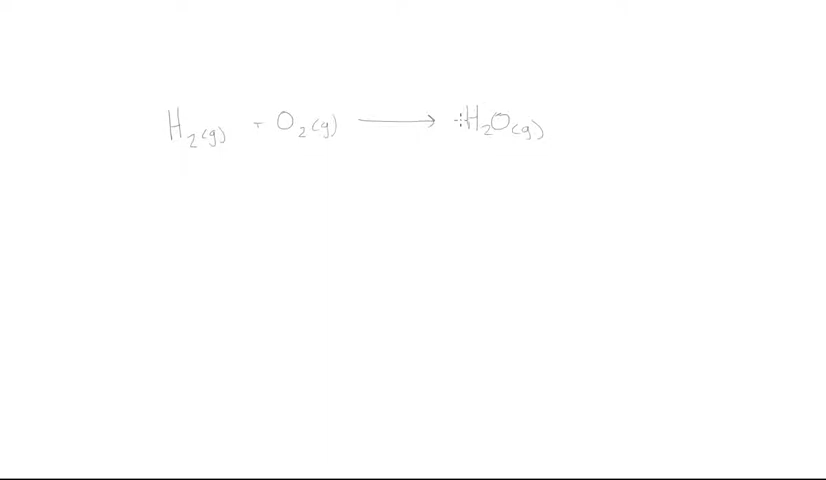 H₂(g) + O₂(g) → H₂O(g)